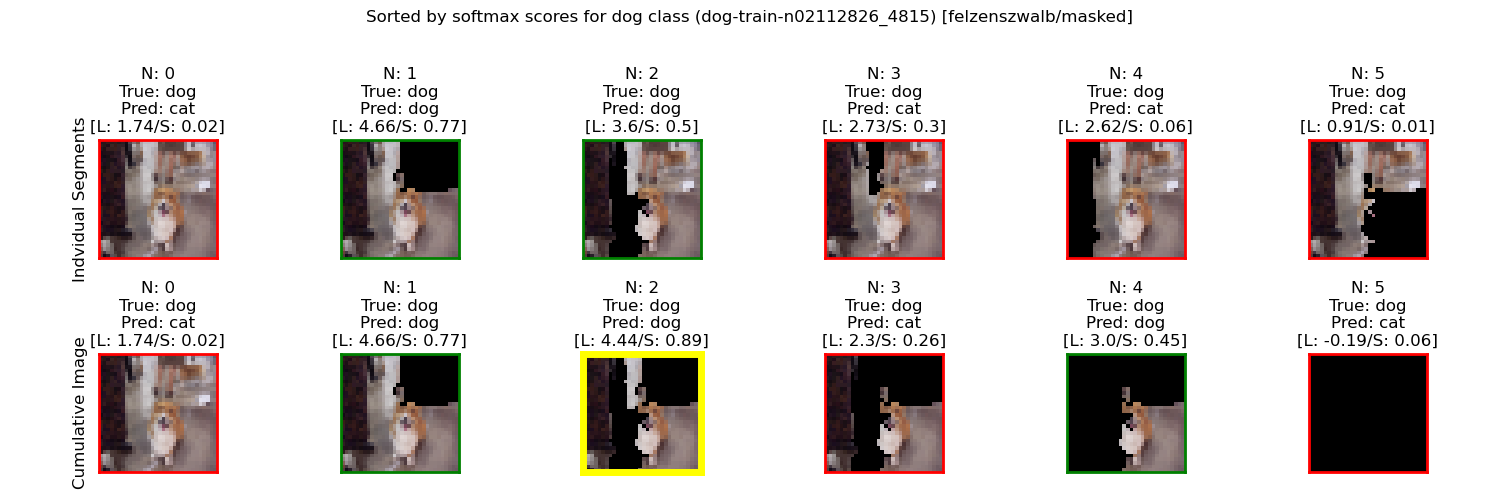 Sorted by softmax scores for dog class (dog-train-n02112826_4815) [felzenszwalb/masked]
Indvidual Segments
N: 0
True: dog
Pred: cat
[L: 1.74/S: 0.02]
N: 1
True: dog
Pred: dog
[L: 4.66/S: 0.77]
N: 2
True: dog
Pred: dog
[L: 3.6/S: 0.5]
N: 3
True: dog
Pred: cat
[L: 2.73/S: 0.3]
N: 4
True: dog
Pred: cat
[L: 2.62/S: 0.06]
N: 5
True: dog
Pred: cat
[L: 0.91/S: 0.01]
Cumulative Image
N: 0
True: dog
Pred: cat
[L: 1.74/S: 0.02]
N: 1
True: dog
Pred: dog
[L: 4.66/S: 0.77]
N: 2
True: dog
Pred: dog
[L: 4.44/S: 0.89]
N: 3
True: dog
Pred: cat
[L: 2.3/S: 0.26]
N: 4
True: dog
Pred: dog
[L: 3.0/S: 0.45]
N: 5
True: dog
Pred: cat
[L: -0.19/S: 0.06]